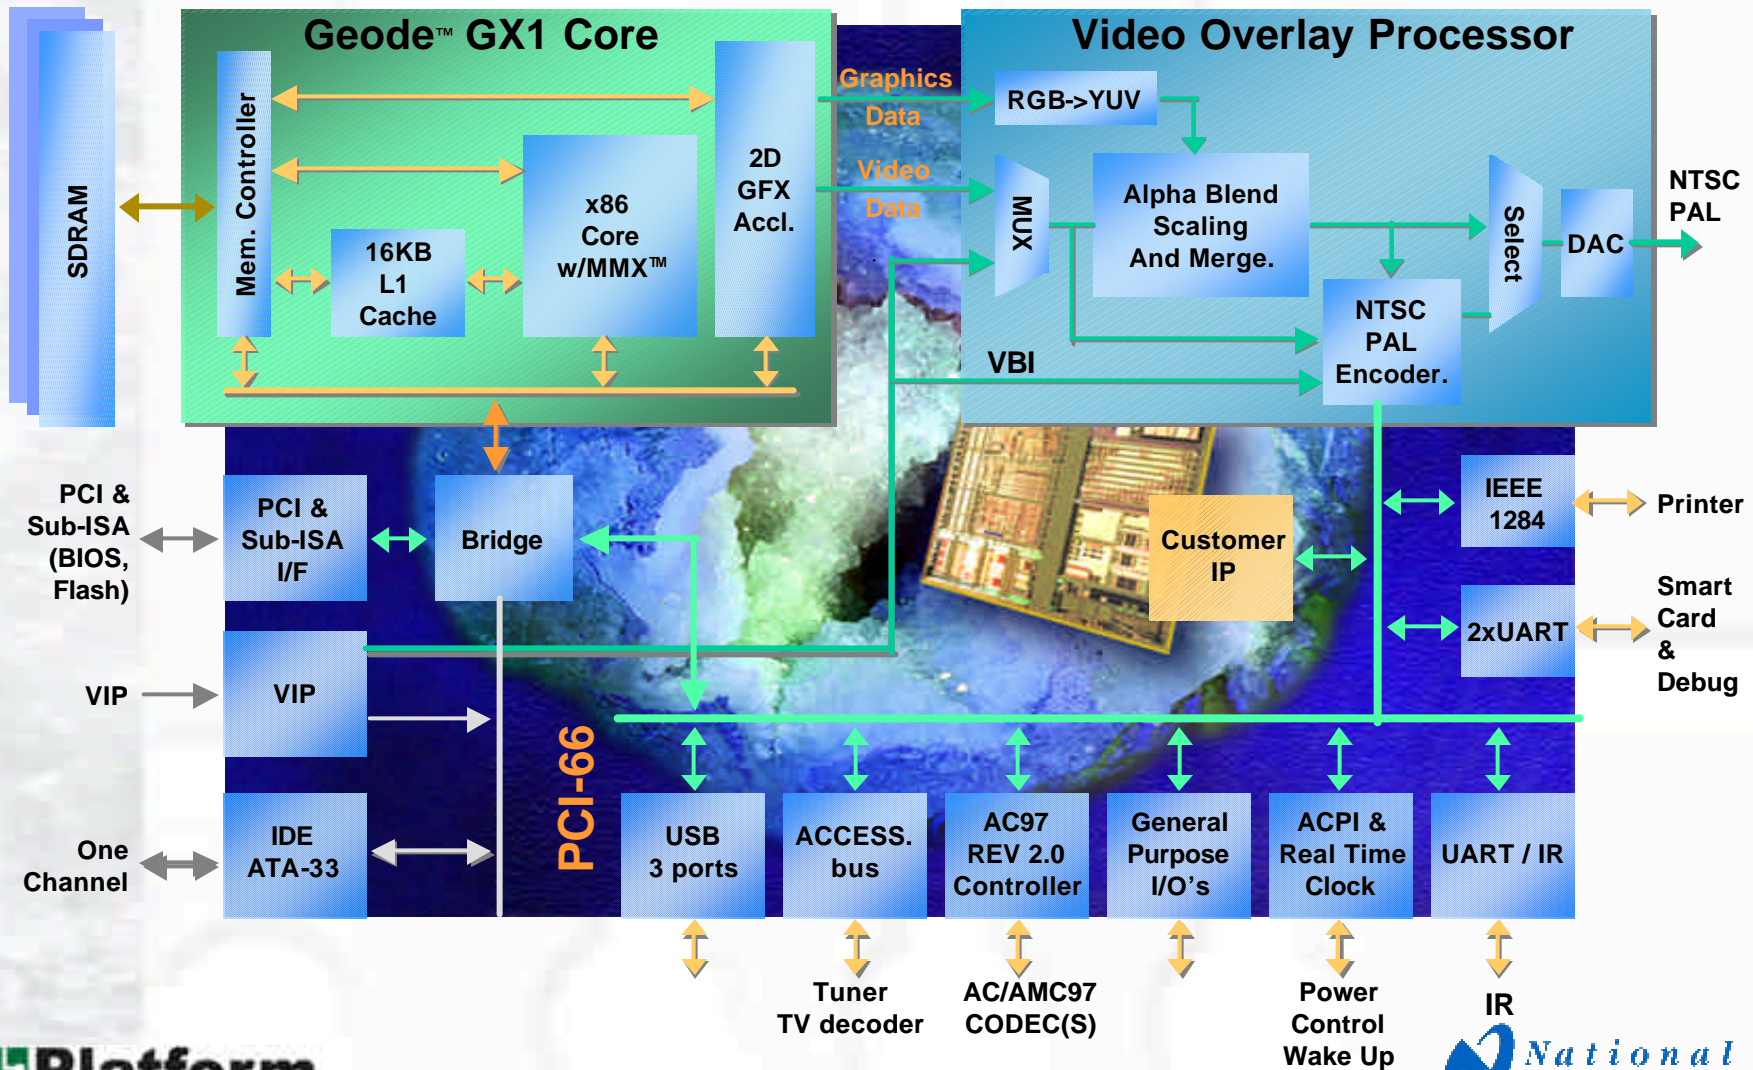 Geode™ GX1 Core
Video Overlay Processor
SDRAM
Mem. Controller
16KB
L1
Cache
x86
Core
w/MMX™
2D
GFX
Accl.
Graphics
Data
Video
Data
RGB->YUV
MUX
Alpha Blend
Scaling
And Merge.
Select
DAC
NTSC
PAL
NTSC
PAL
Encoder.
VBI
PCI &
Sub-ISA
(BIOS,
Flash)
PCI &
Sub-ISA
I/F
Bridge
Customer
IP
IEEE
1284
Printer
2xUART
Smart
Card
&
Debug
VIP
VIP
PCI-66
One
Channel
IDE
ATA-33
USB
3 ports
ACCESS.
bus
AC97
REV 2.0
Controller
General
Purpose
I/O's
ACPI &
Real Time
Clock
UART / IR
Tuner
TV decoder
AC/AMC97
CODEC(S)
Power
Control
Wake Up
IR
Platform
National